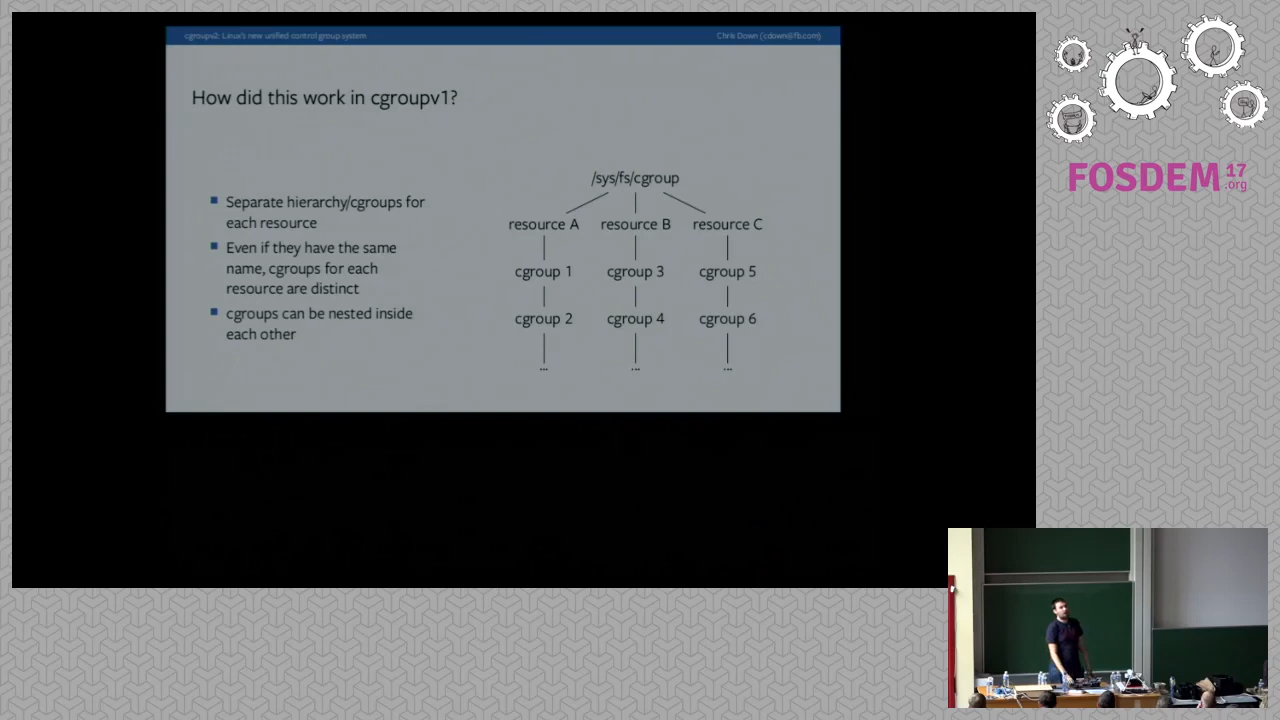 cgroupv2: Linux's new unified control group system
Chris Down (cdown@fb.com)
How did this work in cgroupv1?
Separate hierarchy/cgroups for
each resource
Even if they have the same
name, cgroups for each
resource are distinct
cgroups can be nested inside
each other
/sys/fs/cgroup
resource A resource B resource C
cgroup 1 cgroup 3 cgroup 5
cgroup 2 cgroup 4 cgroup 6
... ... ...
FOSDEM 17
.org